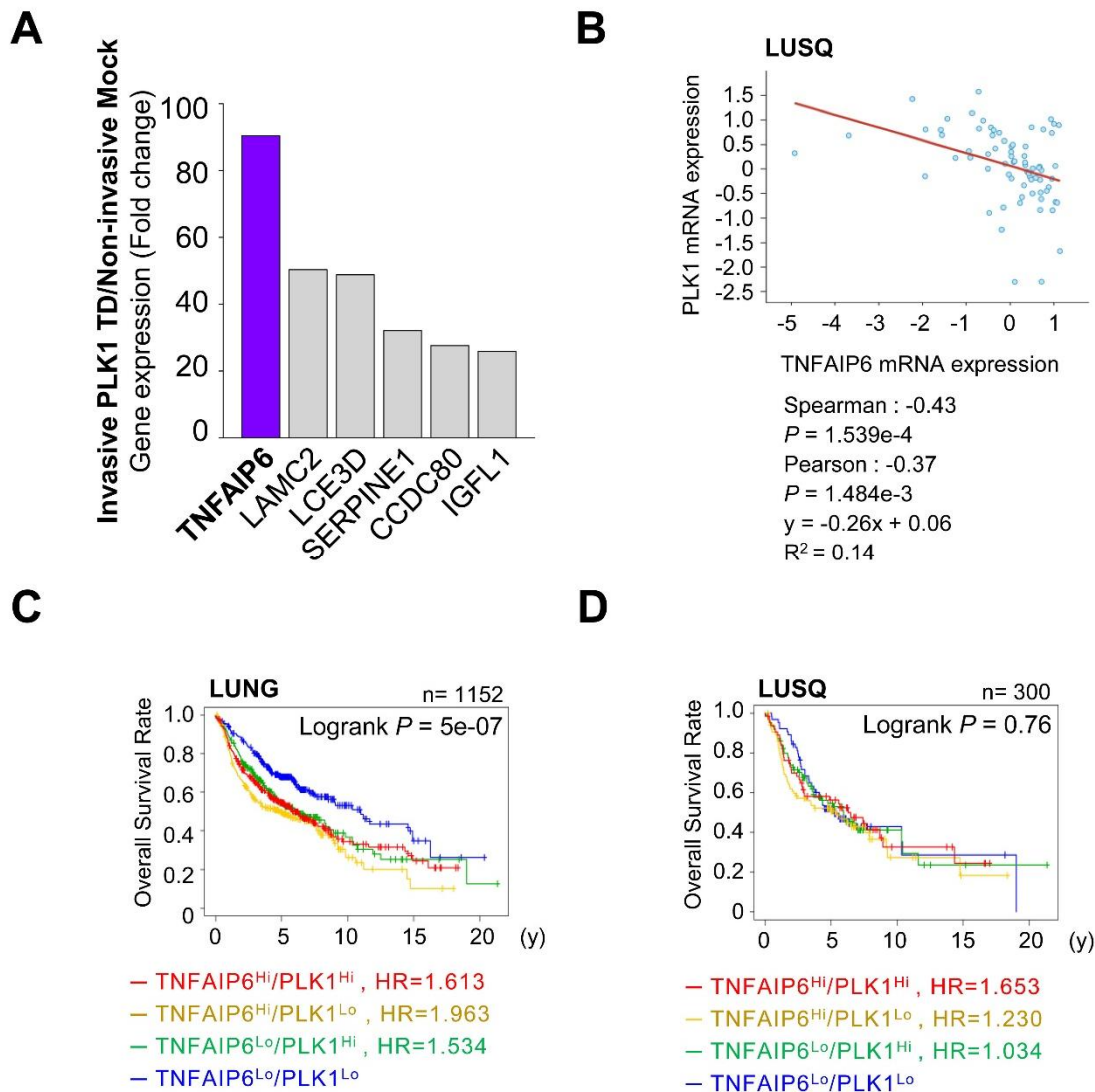 A
Invasive PLK1 TD/Non-invasive Mock
Gene expression (Fold change)
100
80
60
40
20
0
TNFAIP6
LAMC2
LCE3D
SERPINE1
CCDC80
IGFL1
B
LUSQ
PLK1 mRNA expression
1.5
1.0
0.5
0
-0.5
-1.0
-1.5
-2.0
-2.5
-5 -4 -3 -2 -1 0 1
TNFAIP6 mRNA expression
Spearman : -0.43
P = 1.539e-4
Pearson : -0.37
P = 1.484e-3
y = -0.26x + 0.06
R² = 0.14
C
LUNG
n= 1152
Logrank P = 5e-07
Overall Survival Rate
1.0
0.8
0.6
0.4
0.2
0
0 5 10 15 20 (y)
TNFAIP6Hi/PLK1Hi , HR=1.613
TNFAIP6Hi/PLK1Lo , HR=1.963
TNFAIP6Lo/PLK1Hi , HR=1.534
TNFAIP6Lo/PLK1Lo
D
LUSQ
n= 300
Logrank P = 0.76
Overall Survival Rate
1.0
0.8
0.6
0.4
0.2
0
0 5 10 15 20 (y)
TNFAIP6Hi/PLK1Hi , HR=1.653
TNFAIP6Hi/PLK1Lo , HR=1.230
TNFAIP6Lo/PLK1Hi , HR=1.034
TNFAIP6Lo/PLK1Lo